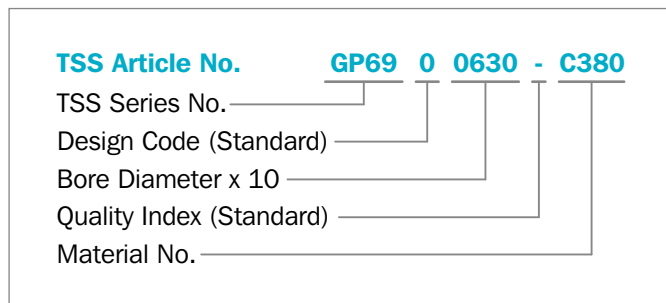 TSS Article No. GP69 0 0630 - C380
TSS Series No.
Design Code (Standard)
Bore Diameter x 10
Quality Index (Standard)
Material No.